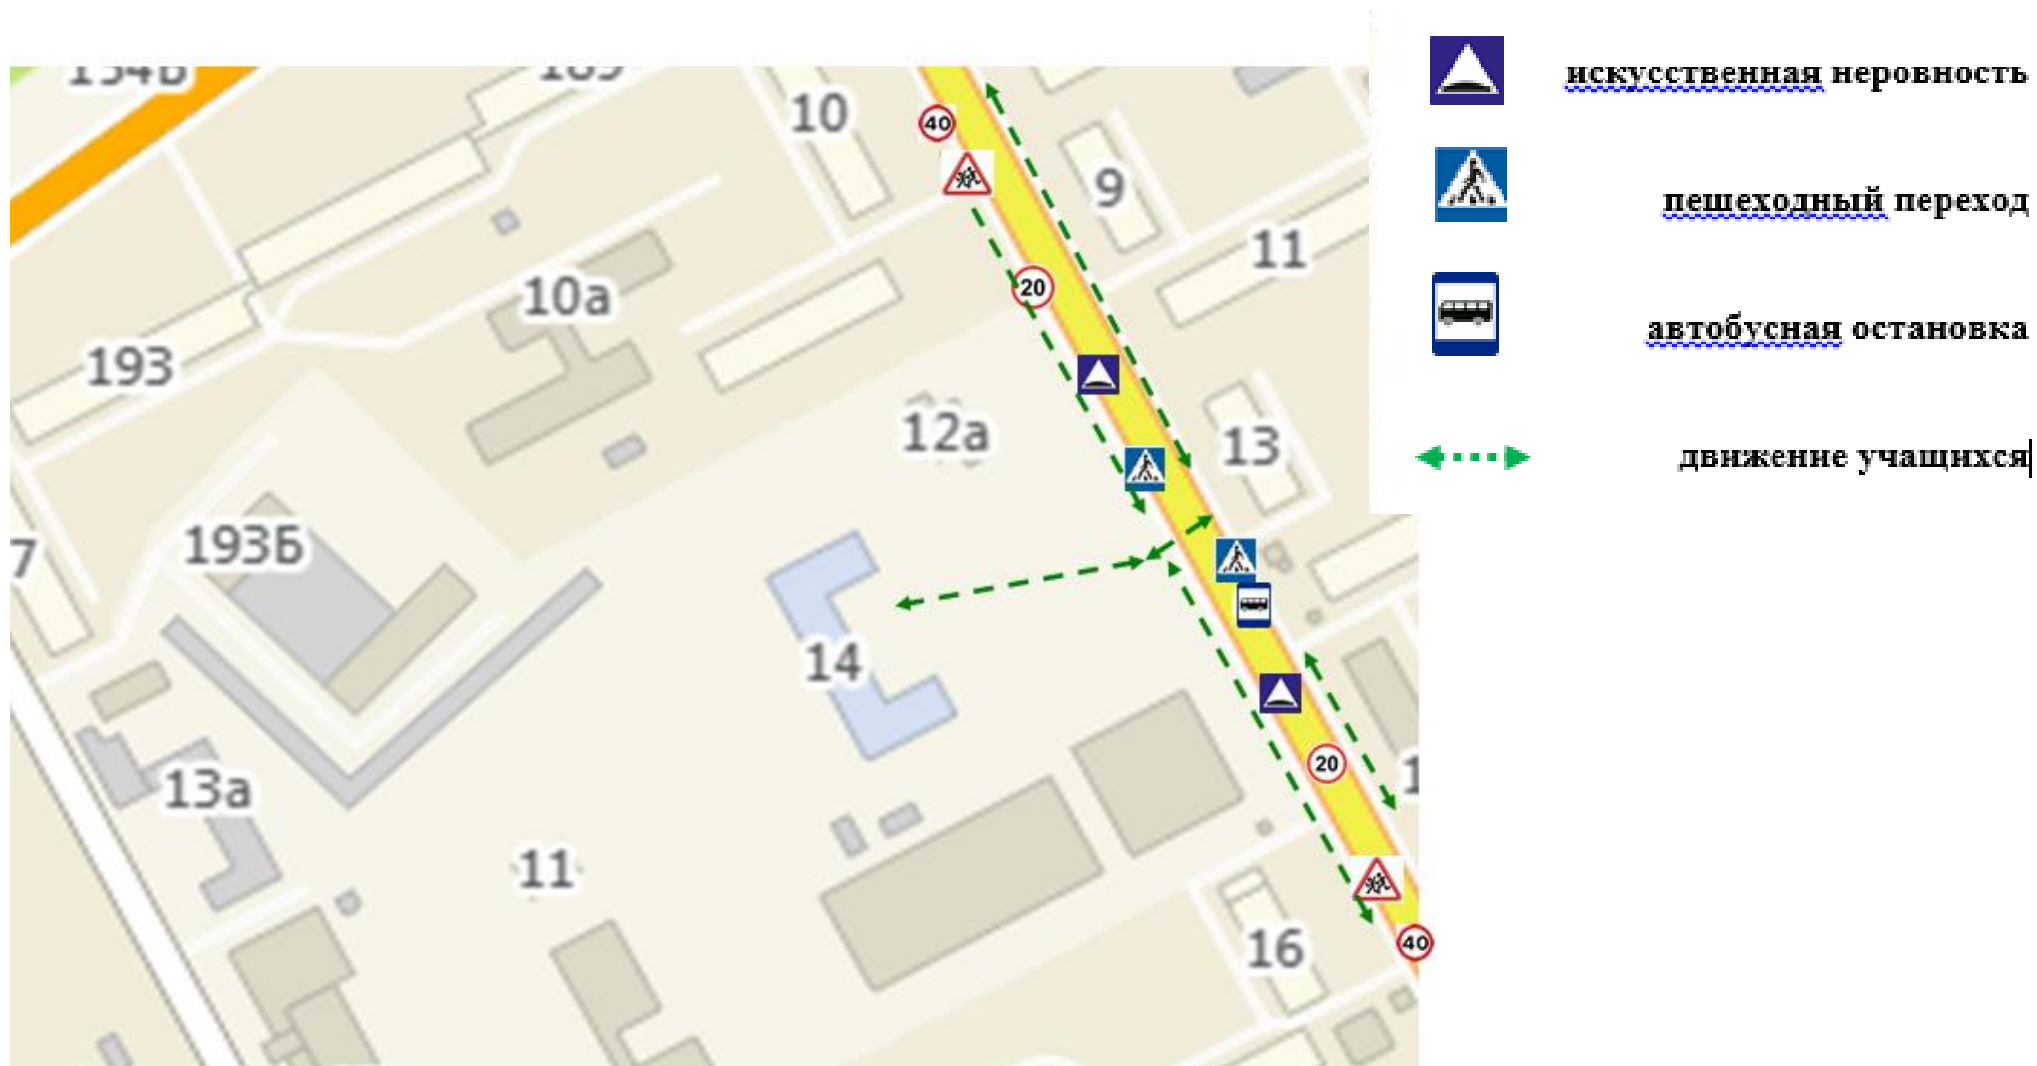 искусственная неровность
пешеходный переход
автобусная остановка
движение учащихся
10
40
9
11
20
10а
193
12а
13
193Б
7
14
20
13а
11
16
40